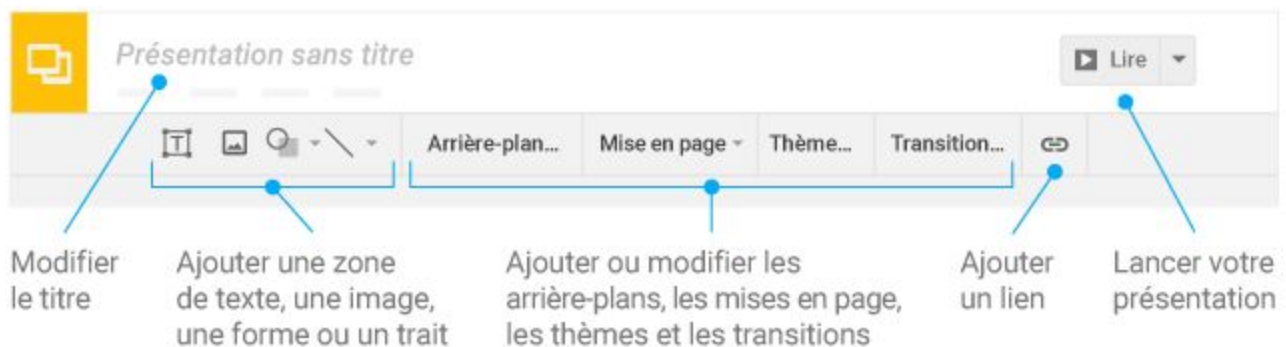 Présentation sans titre
Lire
Arrière-plan...
Mise en page
Thème...
Transition...
Modifier
le titre
Ajouter une zone
de texte, une image,
une forme ou un trait
Ajouter ou modifier les
arrière-plans, les mises en page,
les thèmes et les transitions
Ajouter
un lien
Lancer votre
présentation